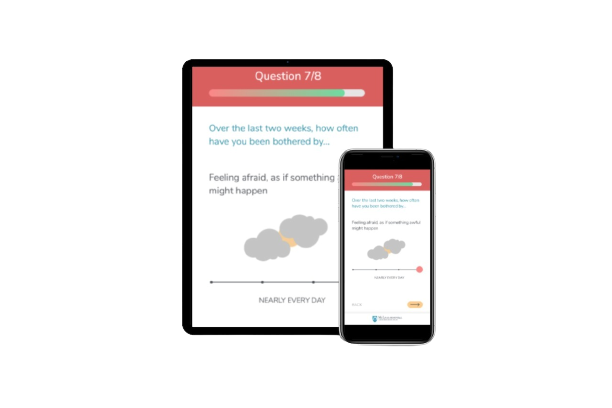 Question 7/8
Over the last two weeks, how often
have you been bothered by...
Feeling afraid, as if something
might happen
NEARLY EVERY DAY
Question 7/8
Over the last two weeks, how often
have you been bothered by...
Feeling afraid, as if something awful
might happen
NEARLY EVERY DAY
BACK